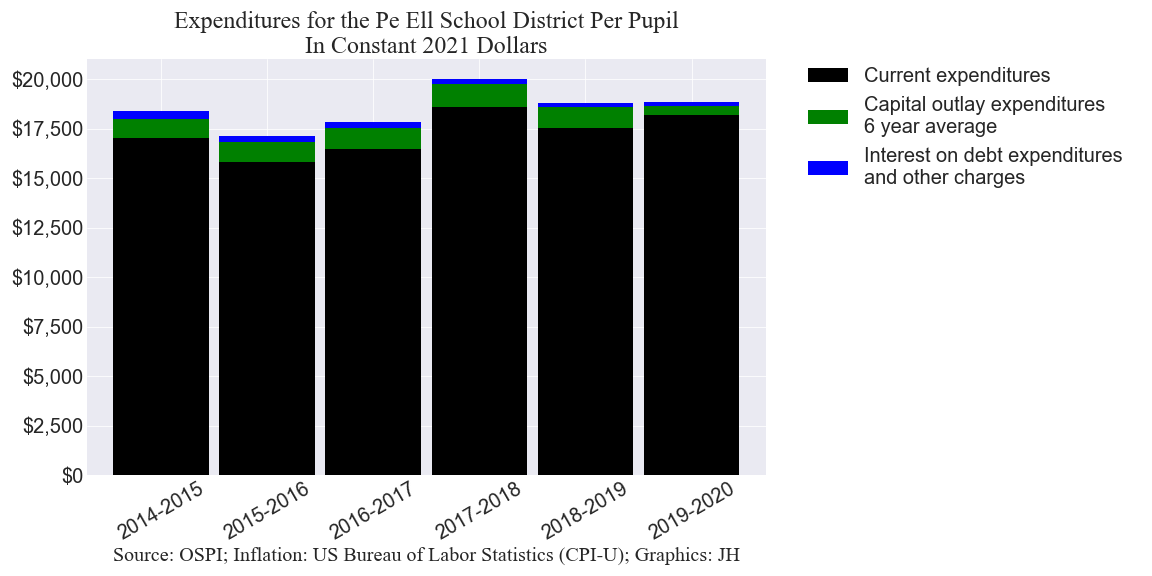 Expenditures for the Pe Ell School District Per Pupil
In Constant 2021 Dollars
$20,000
$17,500
$15,000
$12,500
$10,000
$7,500
$5,000
$2,500
$0
2014-2015
2015-2016
2016-2017
2017-2018
2018-2019
2019-2020
Source: OSPI; Inflation: US Bureau of Labor Statistics (CPI-U); Graphics: JH
Current expenditures
Capital outlay expenditures
6 year average
Interest on debt expenditures
and other charges